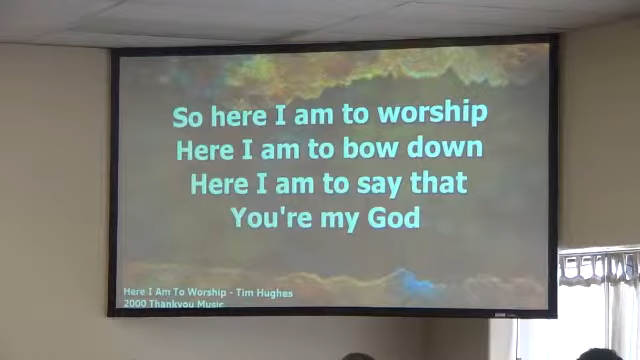 So here I am to worship
Here I am to bow down
Here I am to say that
You're my God
Here I Am To Worship - Tim Hughes
2000 Thankyou Music